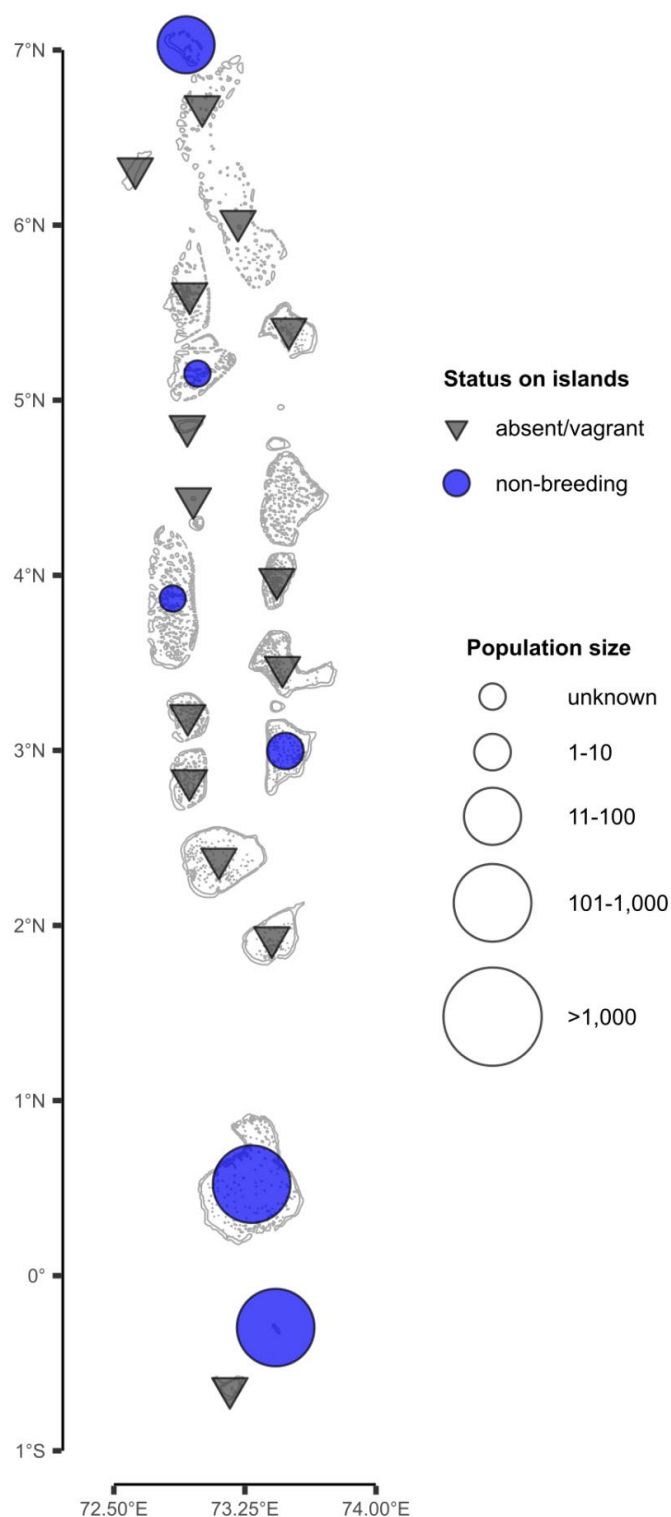 7°N
6°N
5°N
4°N
3°N
2°N
1°N
0°
1°S
72.50°E 73.25°E 74.00°E
Status on islands
absent/vagrant
non-breeding
Population size
unknown
1-10
11-100
101-1,000
>1,000